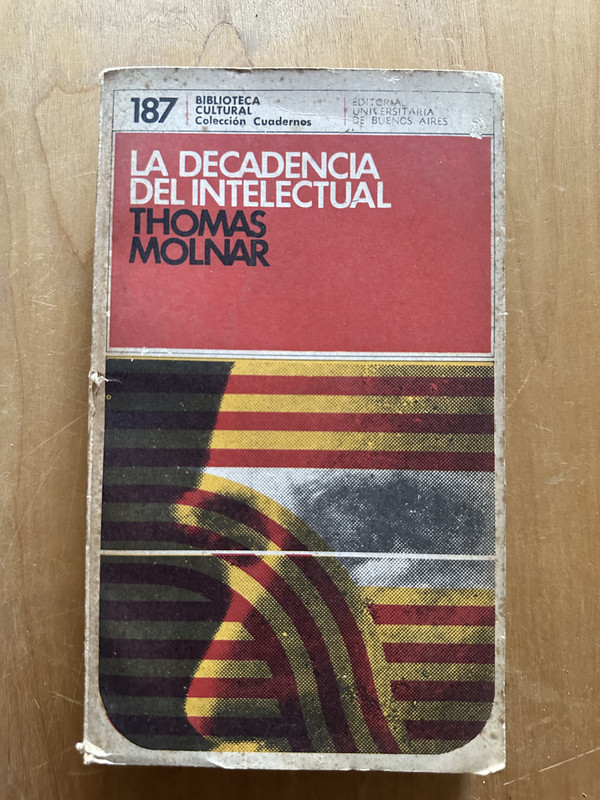 187
BIBLIOTECA
CULTURAL
Colección Cuadernos
EDITORIAL
UNIVERSITARIA
DE BUENOS AIRES
LA DECADENCIA
DEL INTELECTUAL
THOMAS
MOLNAR